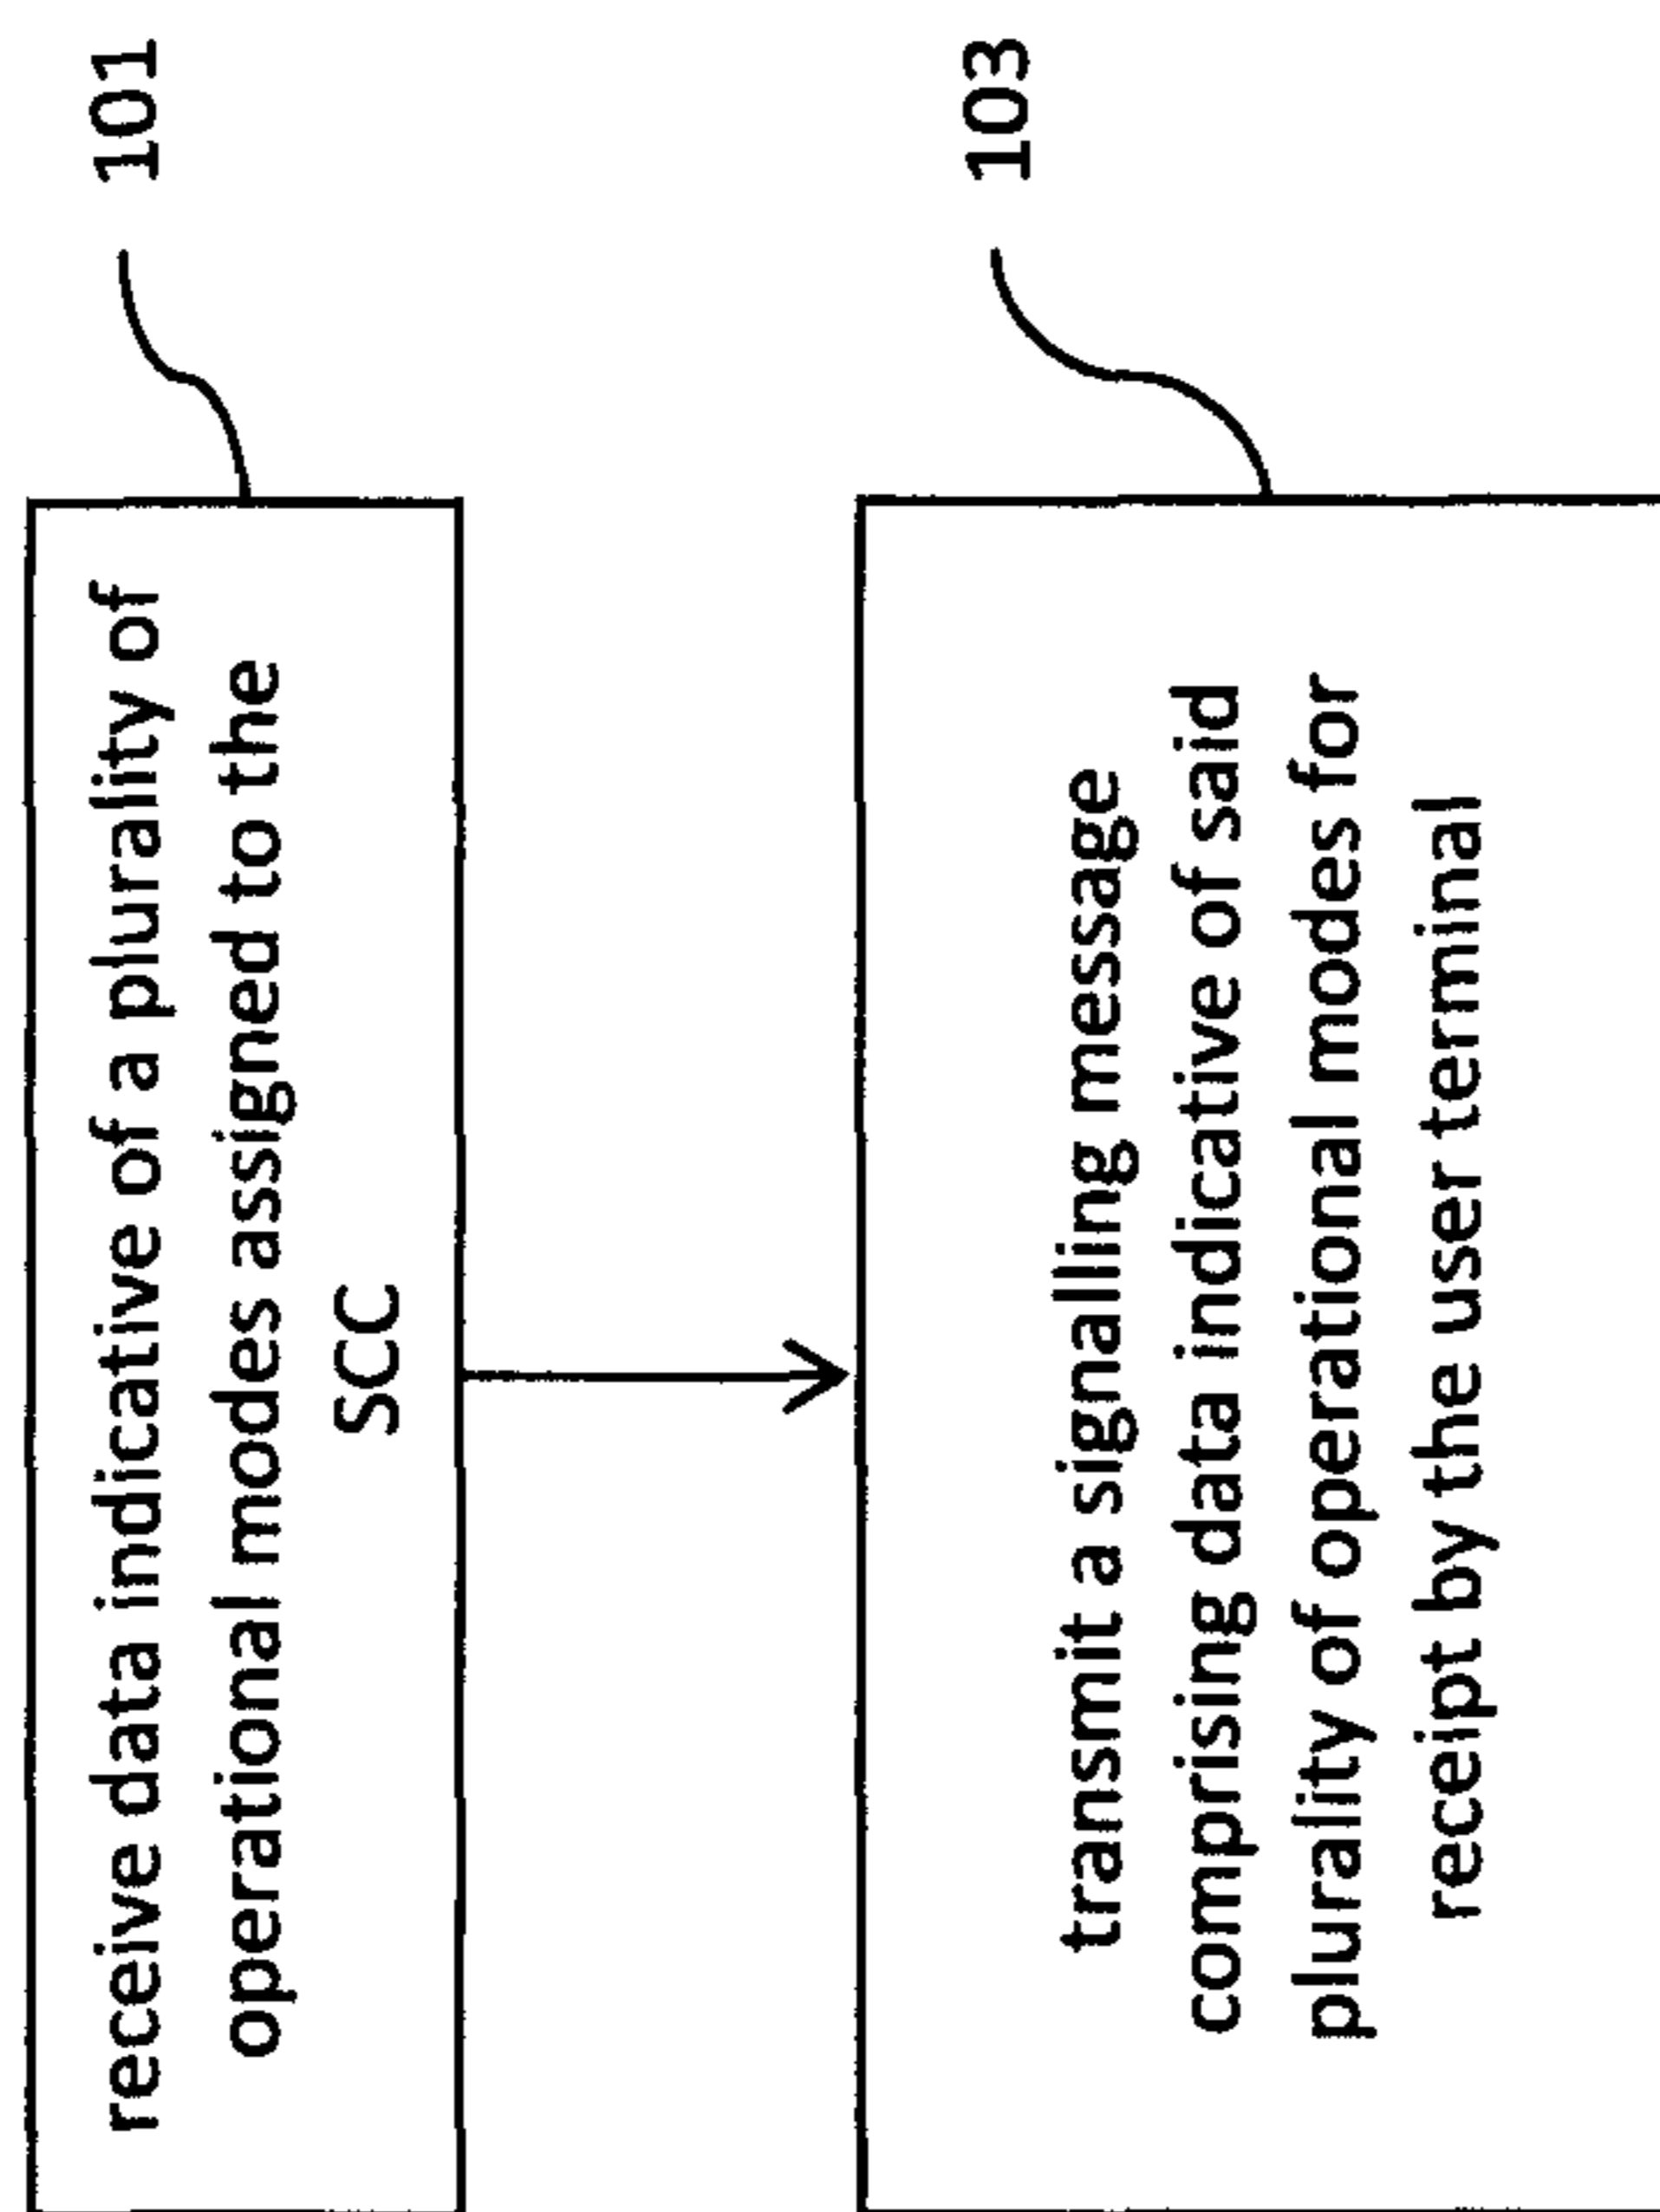 receive data indicative of a plurality of
operational modes assigned to the
SCC
101
transmit a signalling message
comprising data indicative of said
plurality of operational modes for
receipt by the user terminal
103